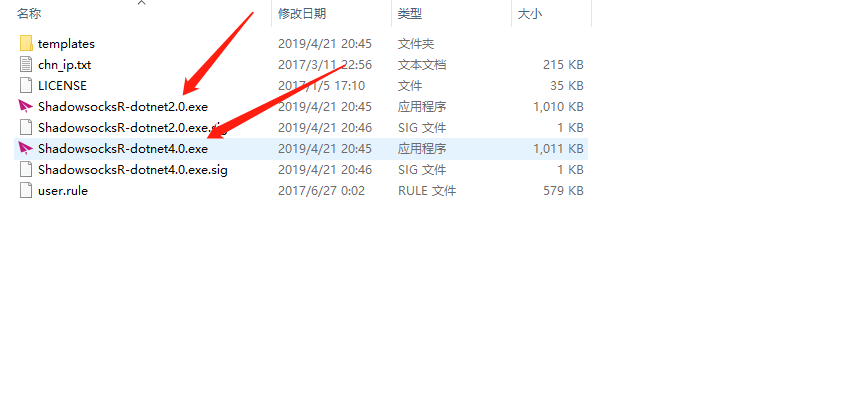 名称 修改日期 类型 大小
templates 2019/4/21 20:45 文件夹
chn_ip.txt 2017/3/11 22:56 文本文档 215 KB
LICENSE 2017/1/5 17:10 文件 35 KB
ShadowsocksR-dotnet2.0.exe 2019/4/21 20:45 应用程序 1,010 KB
ShadowsocksR-dotnet2.0.exe.sig 2019/4/21 20:46 SIG 文件 1 KB
ShadowsocksR-dotnet4.0.exe 2019/4/21 20:45 应用程序 1,011 KB
ShadowsocksR-dotnet4.0.exe.sig 2019/4/21 20:46 SIG 文件 1 KB
user.rule 2017/6/27 0:02 RULE 文件 579 KB